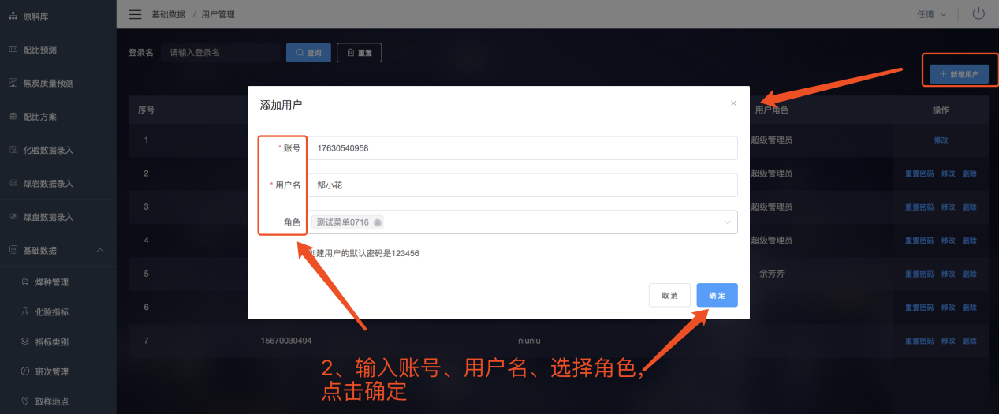 原料库
基础数据 / 用户管理
任博
配比预测
登录名 请输入登录名 查询 重置
焦炭质量预测
+ 新增用户
添加用户 ×
序号 用户角色 操作
配比方案
1 超级管理员 修改
* 账号 17630540958
化验数据录入
2 超级管理员 重置密码 修改 删除
* 用户名 郜小花
煤岩数据录入
3 超级管理员 重置密码 修改 删除
煤盘数据录入
角色 测试菜单0716
4 超级管理员 重置密码 修改 删除
基础数据
创建用户的默认密码是123456
5 余芳芳 重置密码 修改 删除
煤种管理
取消 确定
6 重置密码 修改 删除
化验指标
7 15670030494 niuniu 重置密码 修改 删除
指标类别
2、输入账号、用户名、选择角色，
点击确定
班次管理
取样地点